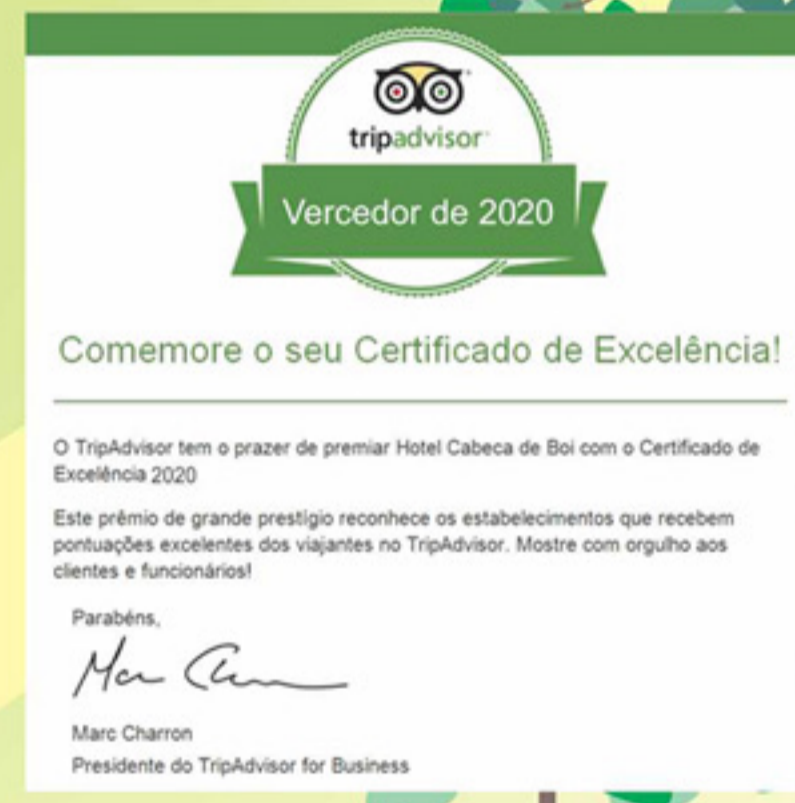 tripadvisor
Vercedor de 2020
Comemore o seu Certificado de Excelência!
O TripAdvisor tem o prazer de premiar Hotel Cabeca de Boi com o Certificado de
Excelência 2020
Este prêmio de grande prestígio reconhece os estabelecimentos que recebem
pontuações excelentes dos viajantes no TripAdvisor. Mostre com orgulho aos
clientes e funcionários!
Parabéns,
Marc Charron
Presidente do TripAdvisor for Business